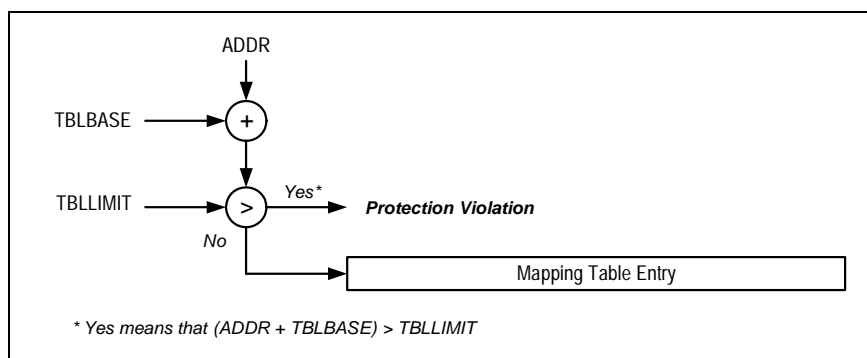 ADDR
TBLBASE
+
TBLLIMIT
>
Yes*
Protection Violation
No
Mapping Table Entry
* Yes means that (ADDR + TBLBASE) > TBLLIMIT